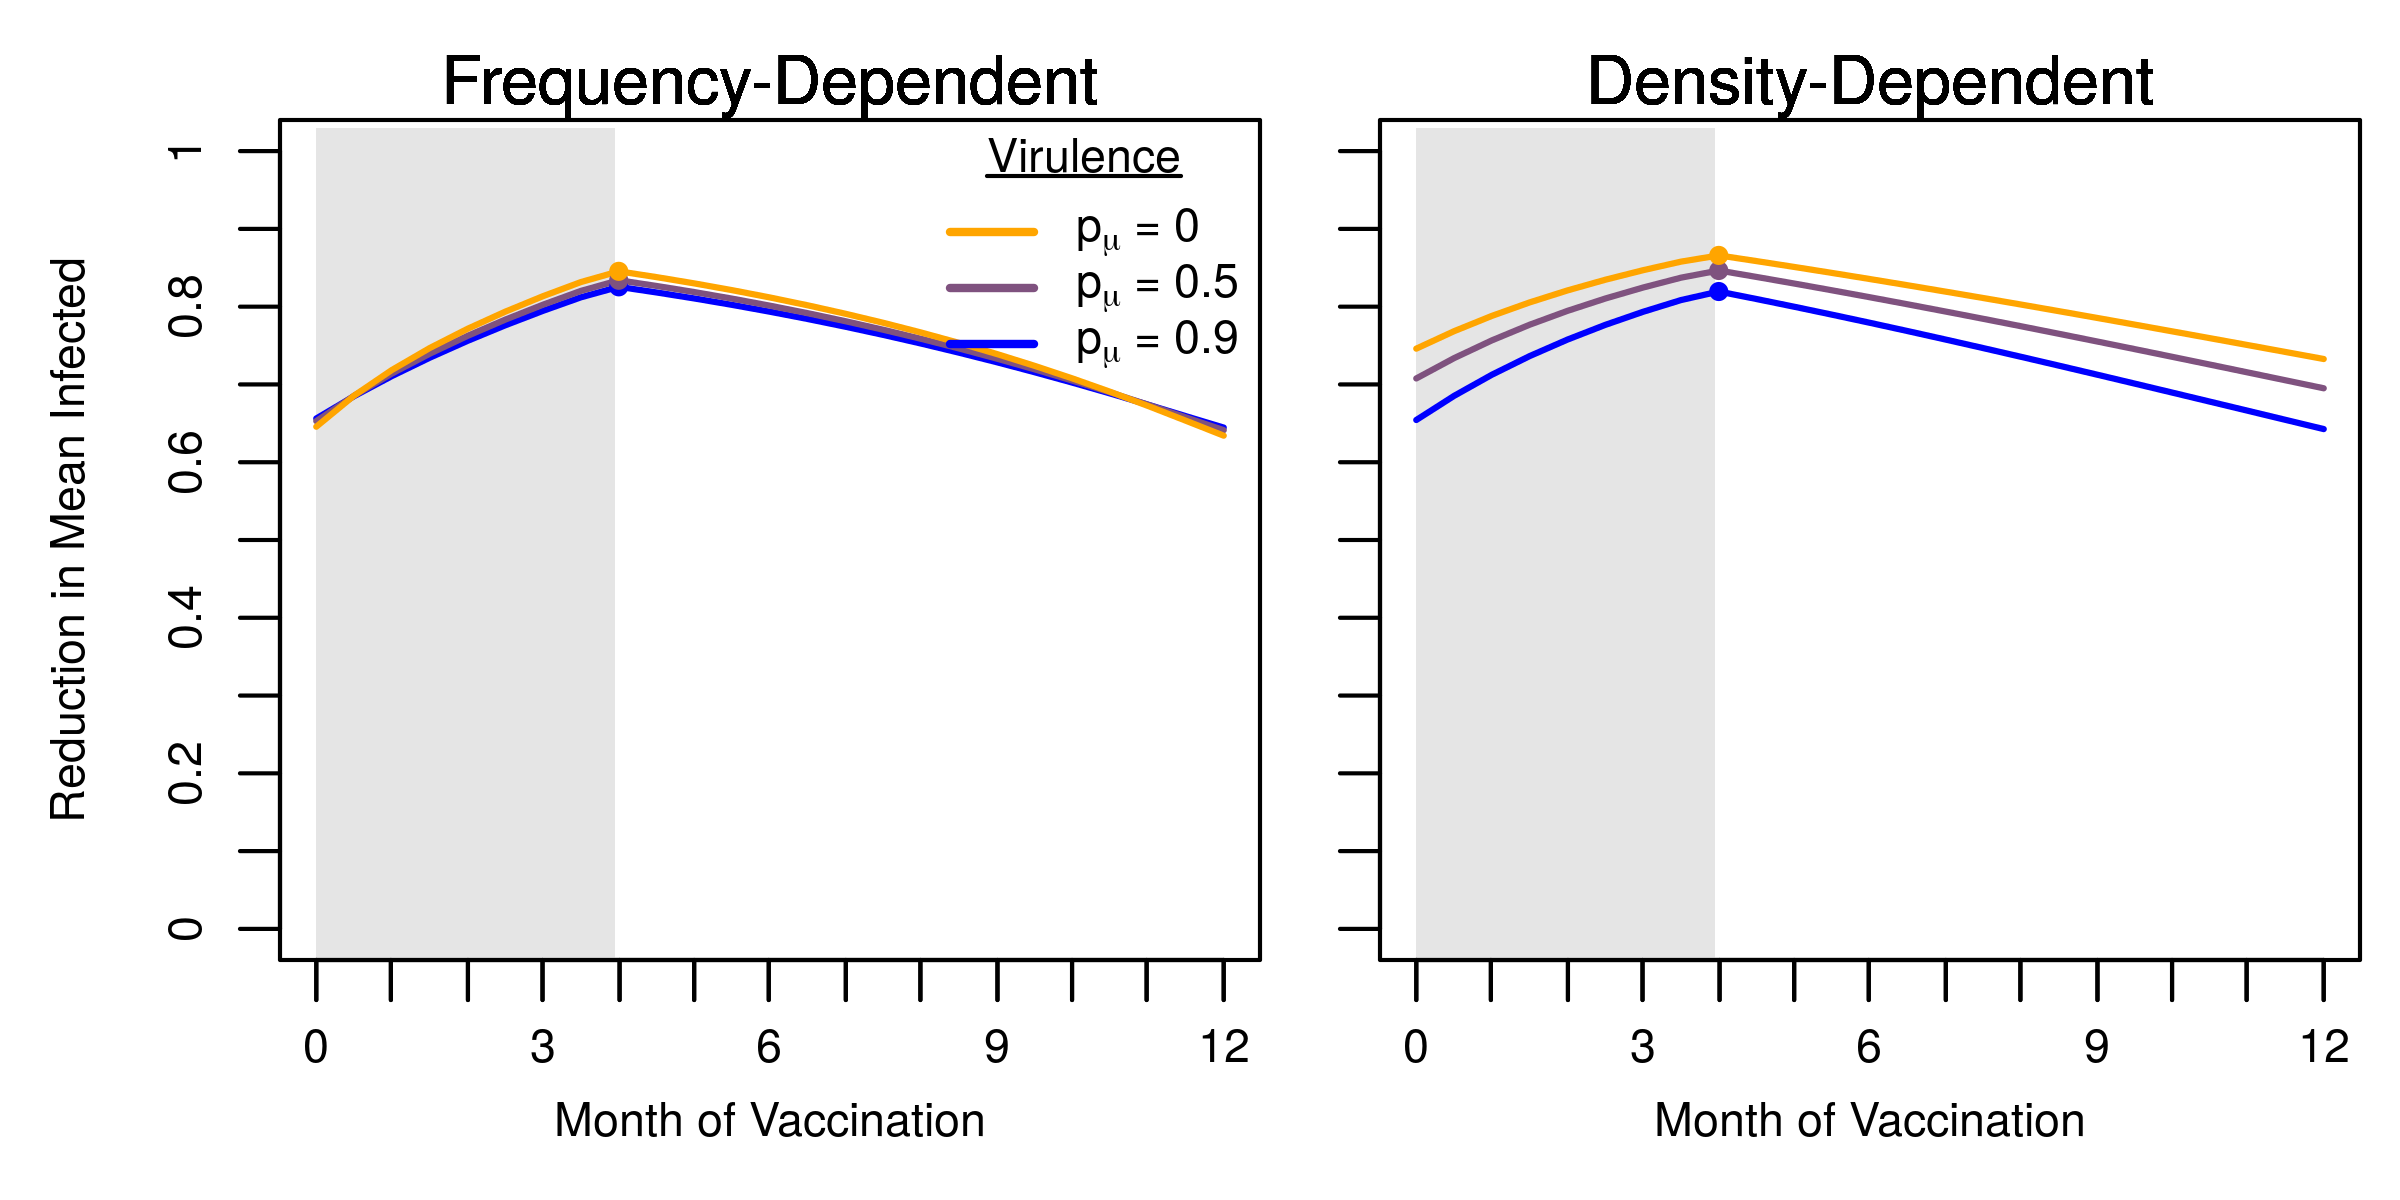 Frequency-Dependent
Density-Dependent
Virulence
pμ = 0
pμ = 0.5
pμ = 0.9
Reduction in Mean Infected
1
0.8
0.6
0.4
0.2
0
0 3 6 9 12
0 3 6 9 12
Month of Vaccination
Month of Vaccination